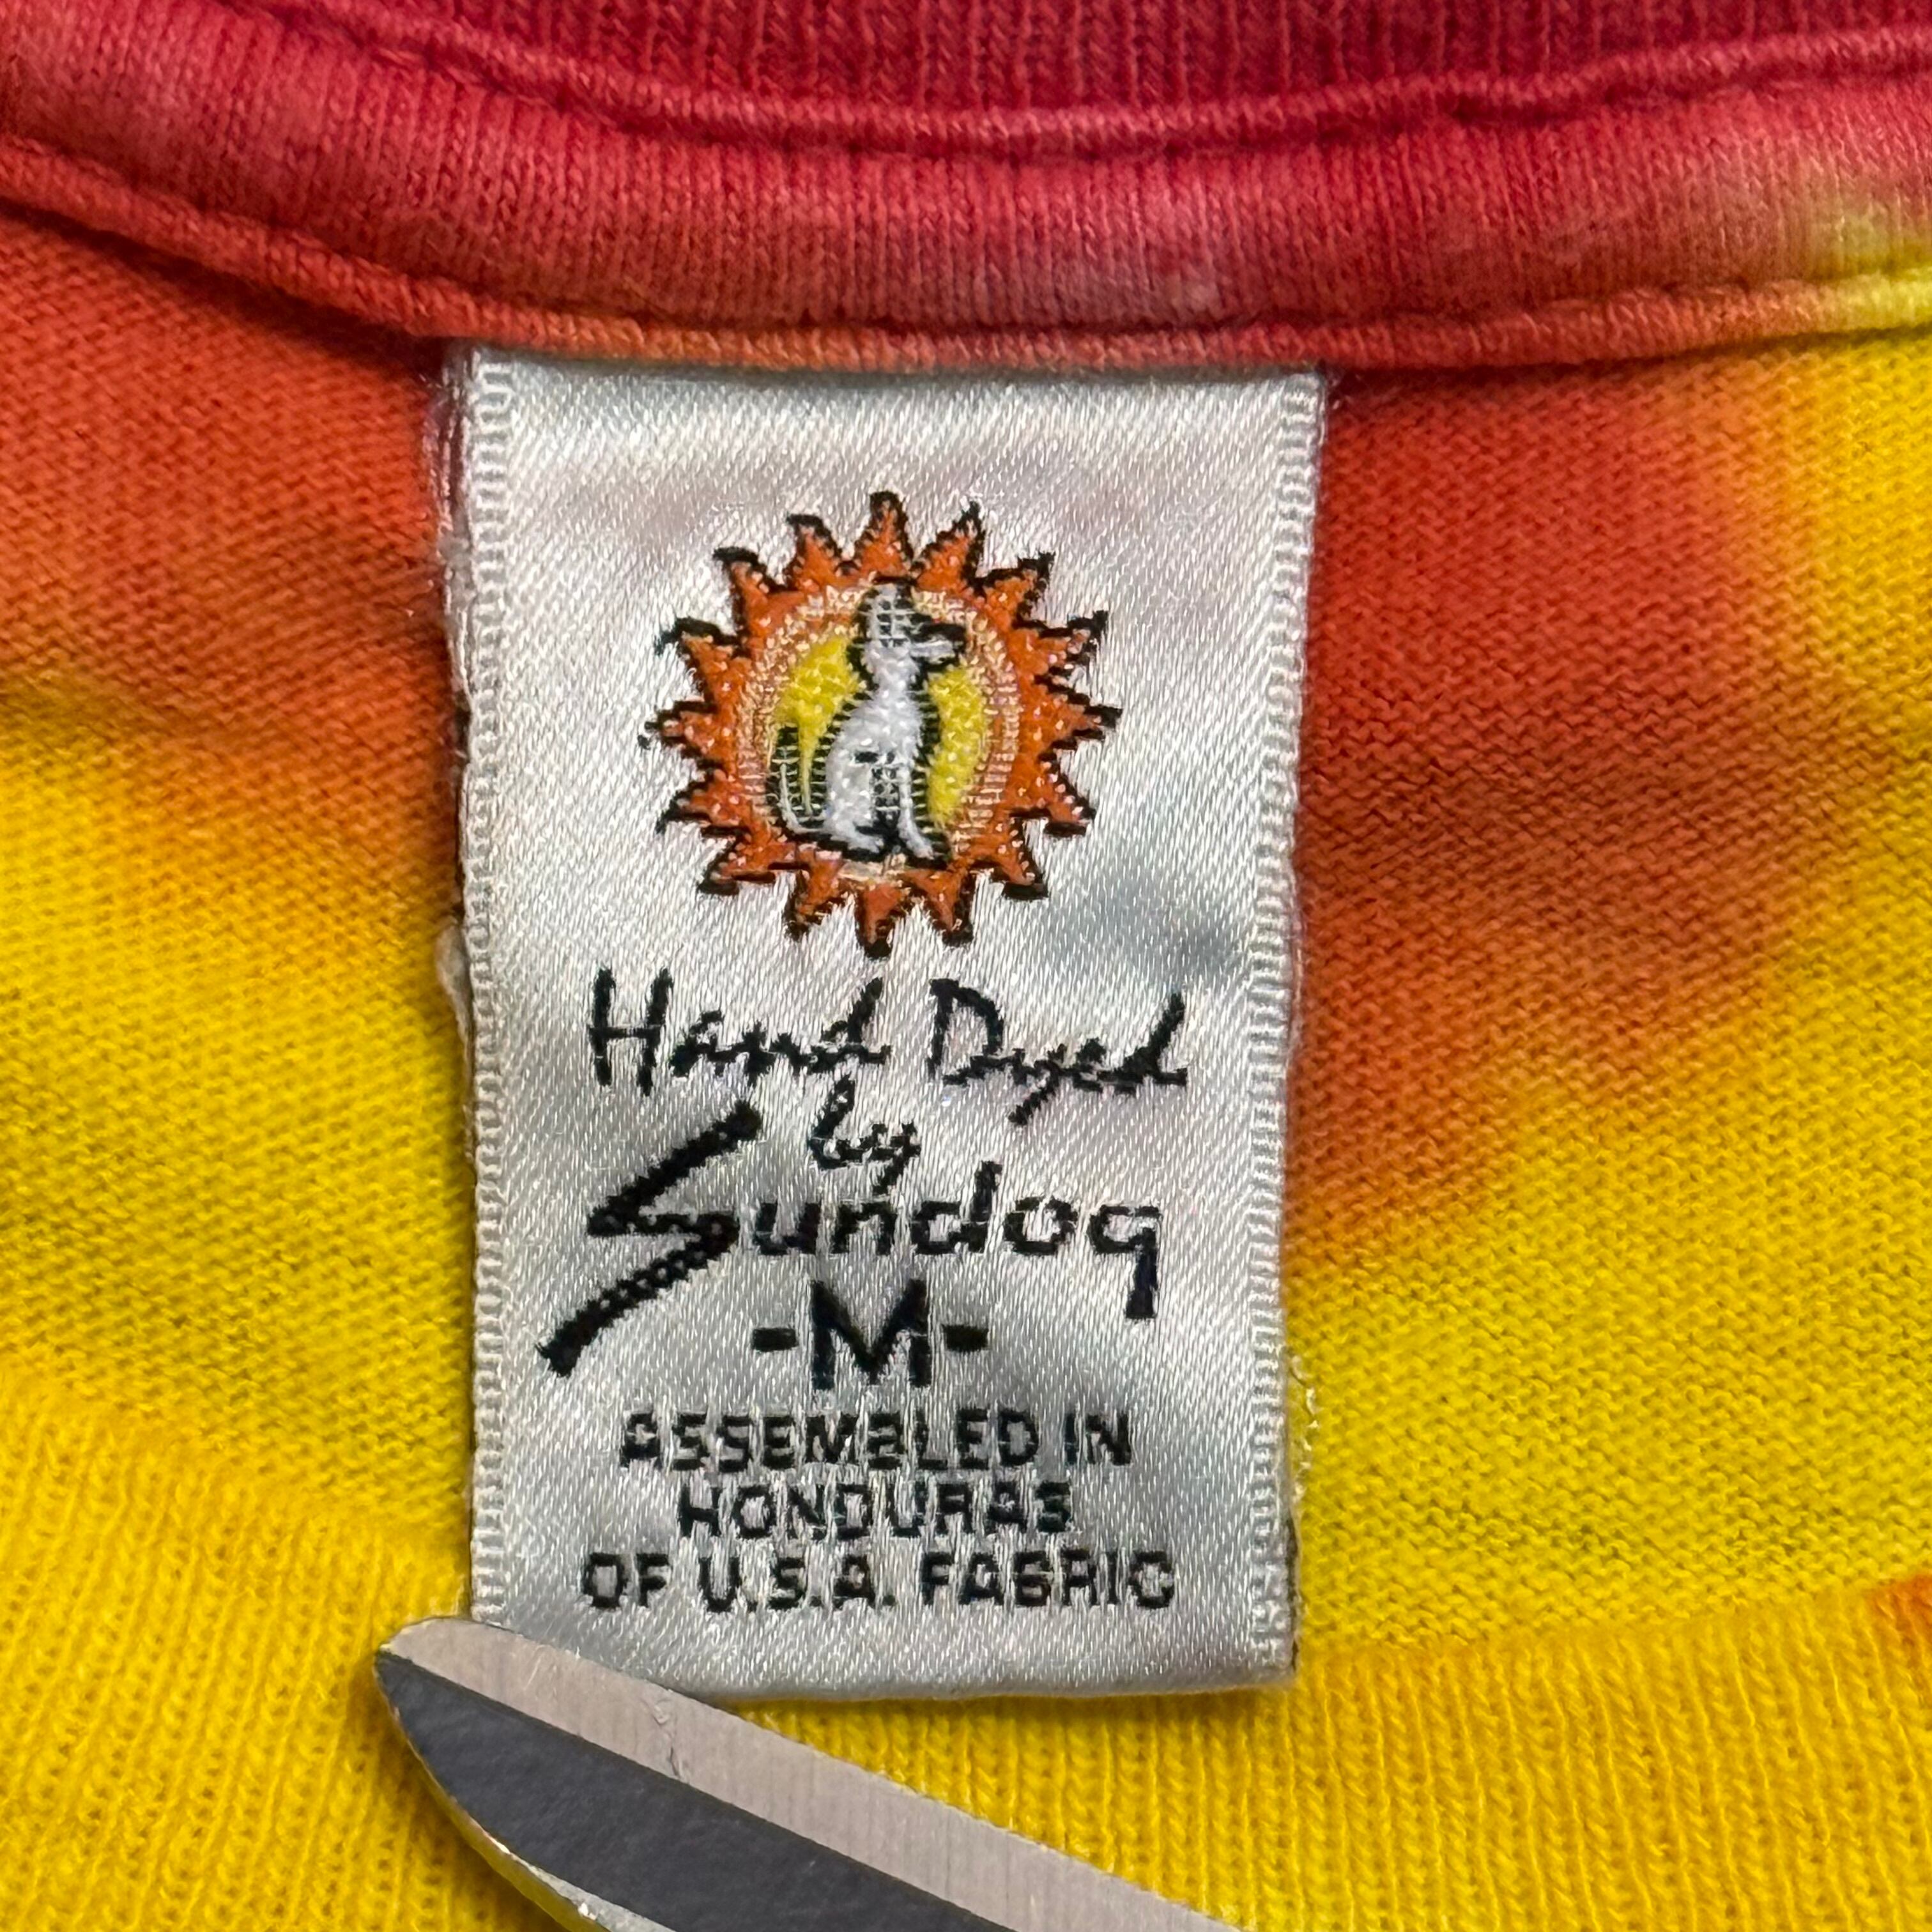 Hand Dyed
by
Sundog
-M-
ASSEMBLED IN
HONDURAS
OF U.S.A. FABRIC